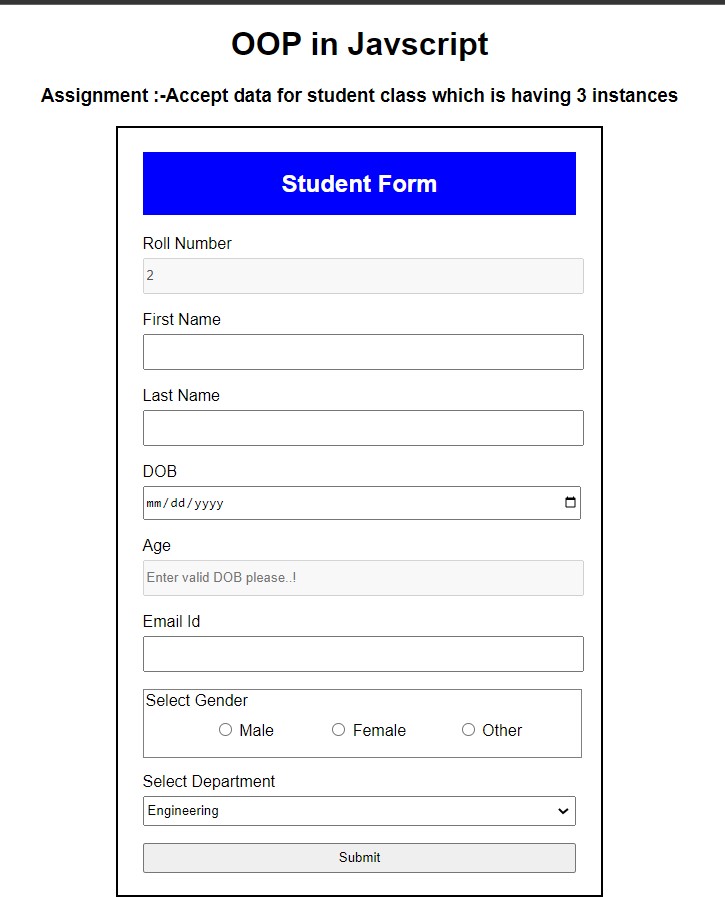 OOP in Javscript
Assignment :-Accept data for student class which is having 3 instances
Student Form
Roll Number
2
First Name
Last Name
DOB
mm/dd/yyyy
Age
Enter valid DOB please..!
Email Id
Select Gender
Male Female Other
Select Department
Engineering
Submit